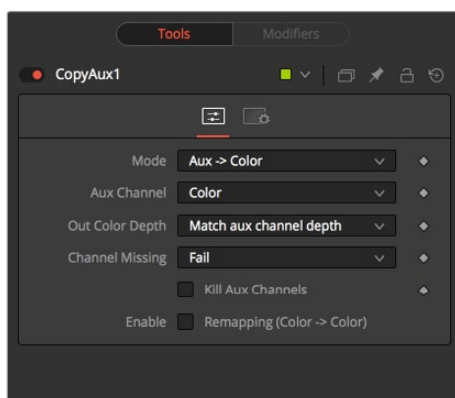 Tools Modifiers
CopyAux1
Mode Aux -> Color
Aux Channel Color
Out Color Depth Match aux channel depth
Channel Missing Fail
Kill Aux Channels
Enable Remapping (Color -> Color)